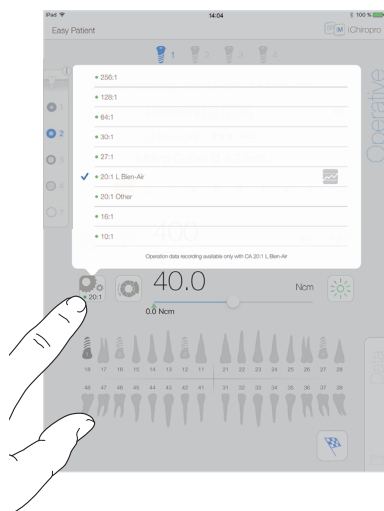 iPad 14:04 100 %
Easy Patient iChiropro
1 2 3 4
Operative
• 256:1
• 128:1
• 64:1
1
• 30:1
2
• 27:1
3
• 20:1 L Bien-Air
4
• 20:1 Other
• 16:1
• 10:1
Operation data recording available only with CA 20:1 L Bien-Air
40.0 Ncm
• 20:1
0.0 Ncm
18 17 16 15 14 13 12 11 21 22 23 24 25 26 27 28
48 47 46 45 44 43 42 41 31 32 33 34 35 36 37 38
Data